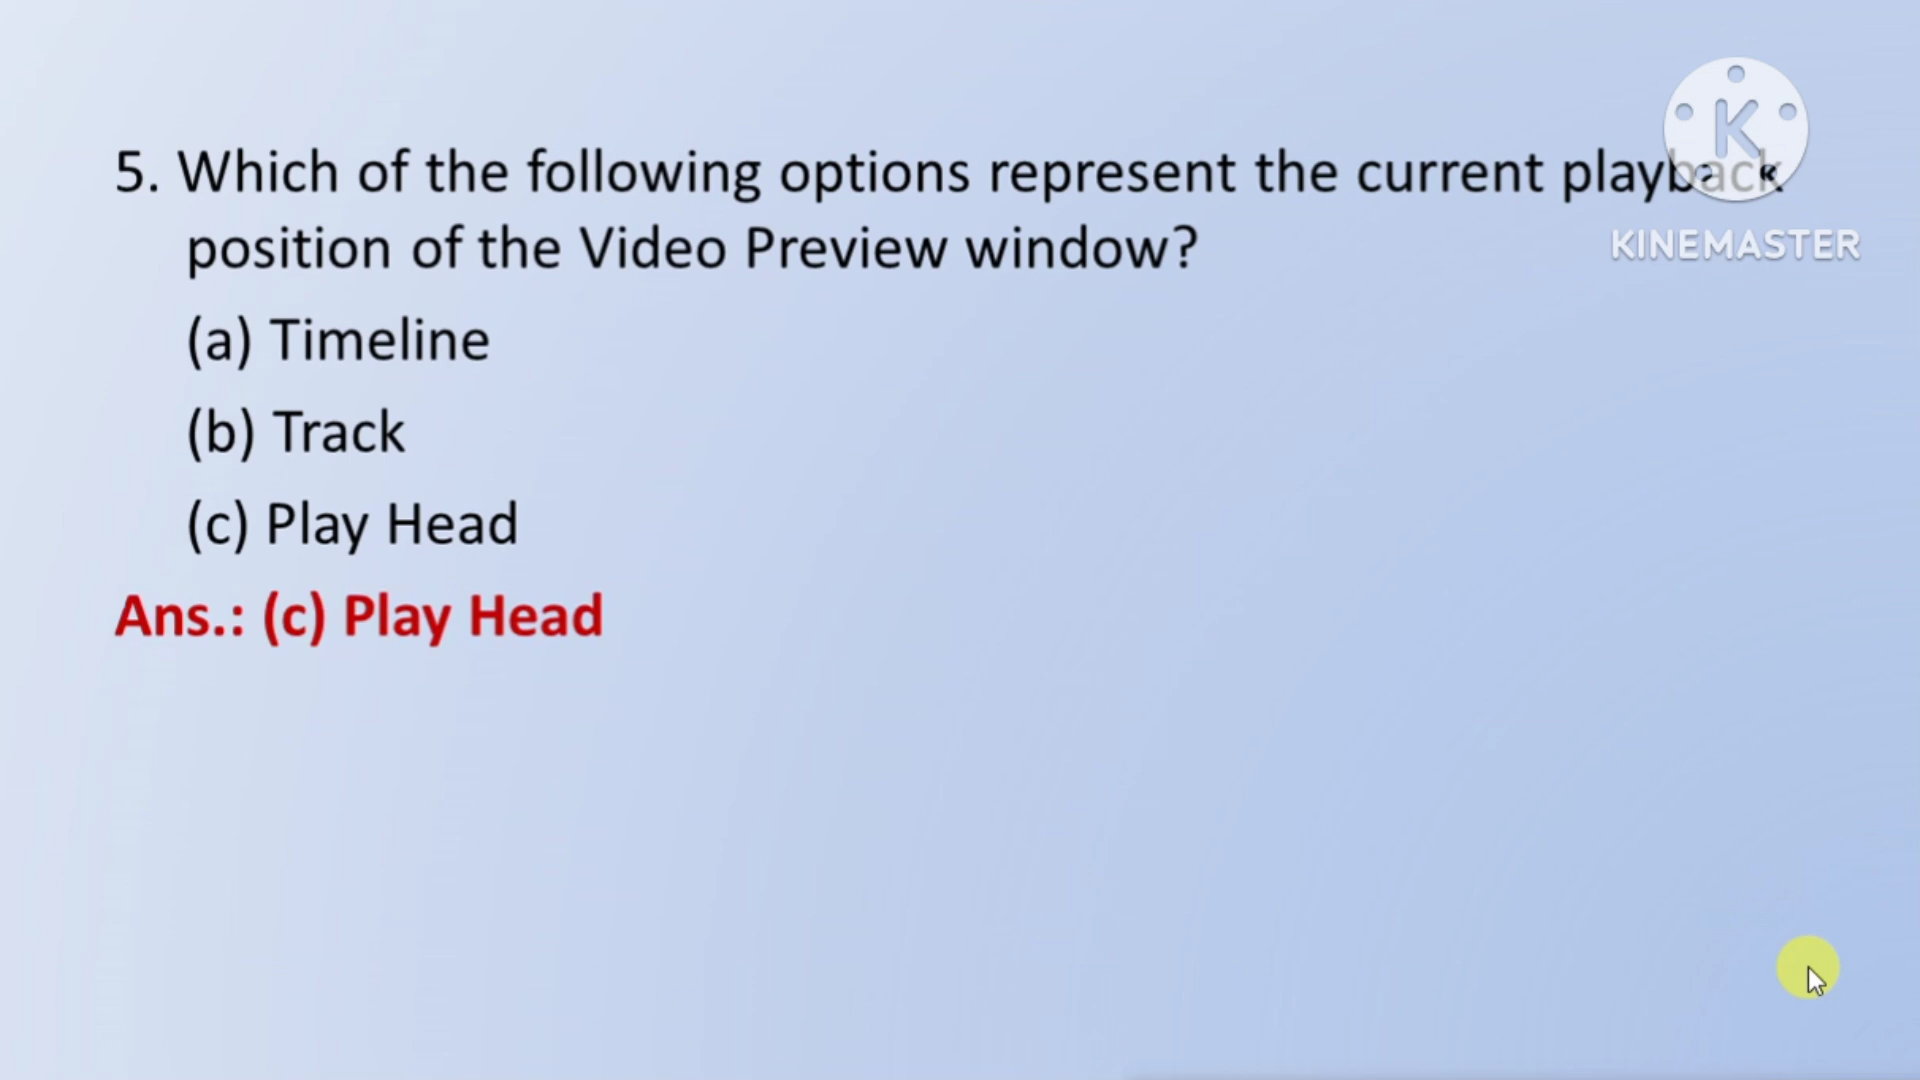 5. Which of the following options represent the current playback
position of the Video Preview window?
(a) Timeline
(b) Track
(c) Play Head
Ans.: (c) Play Head
K
KINEMASTER